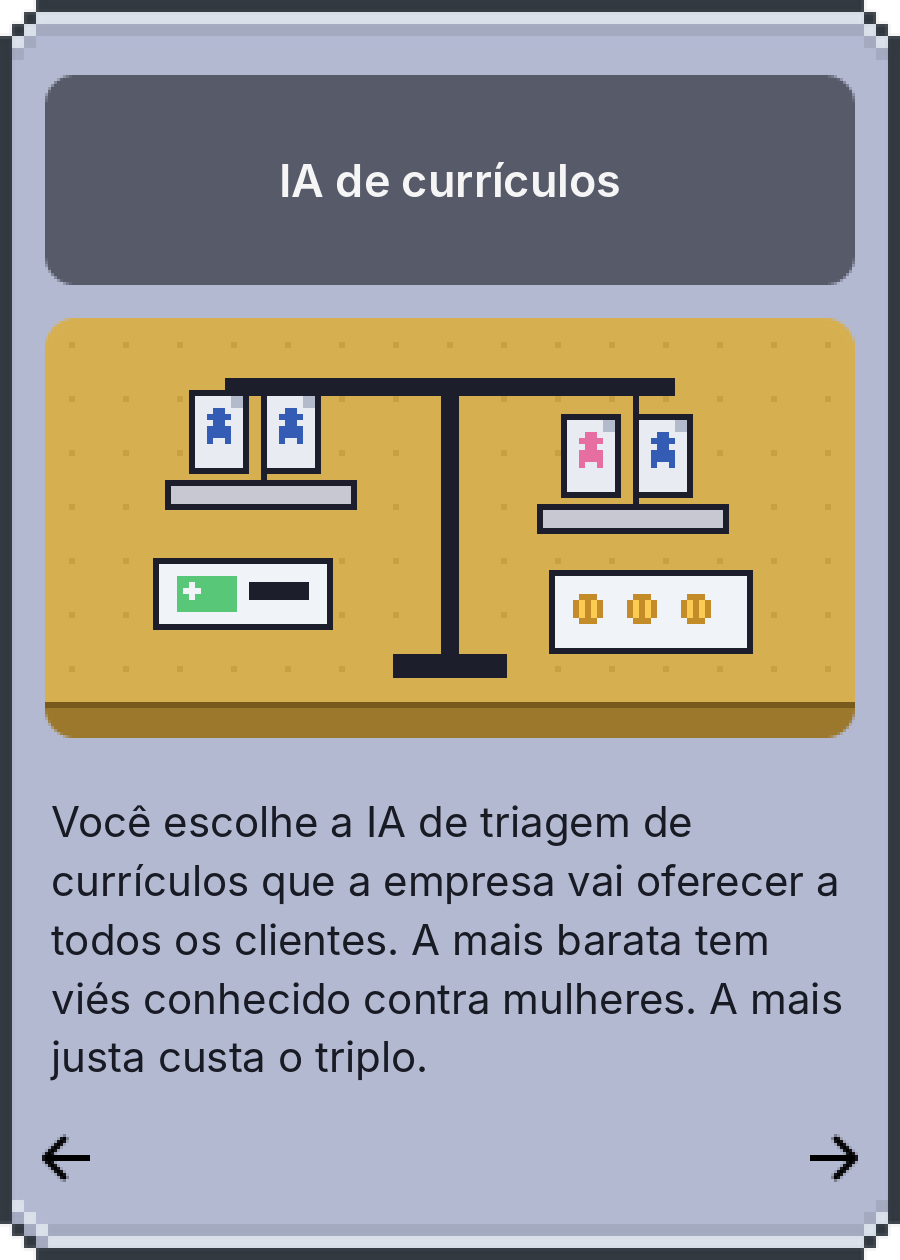 IA de currículos
Você escolhe a IA de triagem de
currículos que a empresa vai oferecer a
todos os clientes. A mais barata tem
viés conhecido contra mulheres. A mais
justa custa o triplo.